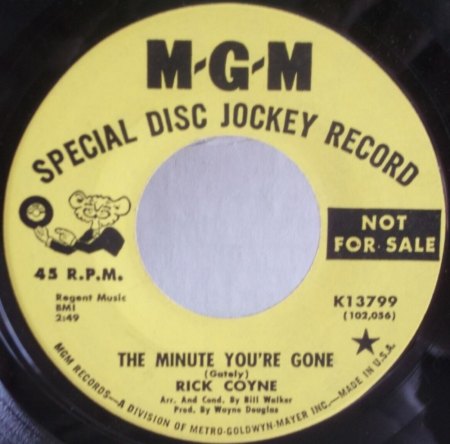 M-G-M
SPECIAL DISC JOCKEY RECORD
NOT
FOR SALE
45 R.P.M.
Regent Music
BMI
2:49
K13799
(102,056)
THE MINUTE YOU'RE GONE
(Gately)
RICK COYNE
Arr. And Cond. By Bill Walker
Prod. By Wayne Douglas
MGM RECORDS—A DIVISION OF METRO-GOLDWYN-MAYER INC.—MADE IN U.S.A.